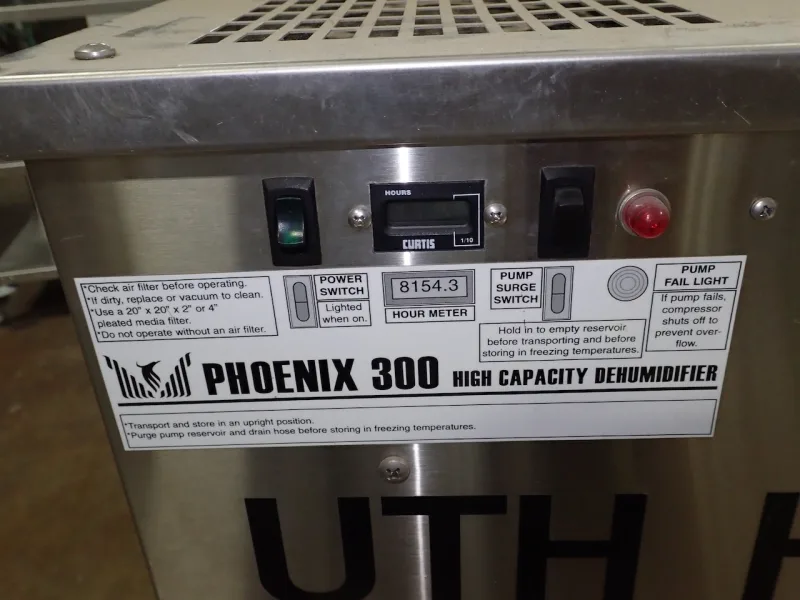 HOURS
CURTIS
1/10
*Check air filter before operating.
*If dirty, replace or vacuum to clean.
*Use a 20" x 20" x 2" or 4"
pleated media filter.
*Do not operate without an air filter.
POWER
SWITCH
Lighted
when on.
8154.3
HOUR METER
PUMP
SURGE
SWITCH
Hold in to empty reservoir
before transporting and before
storing in freezing temperatures.
PUMP
FAIL LIGHT
If pump fails,
compressor
shuts off to
prevent over-
flow.
PHOENIX 300 HIGH CAPACITY DEHUMIDIFIER
*Transport and store in an upright position.
*Purge pump reservoir and drain hose before storing in freezing temperatures.
UTH